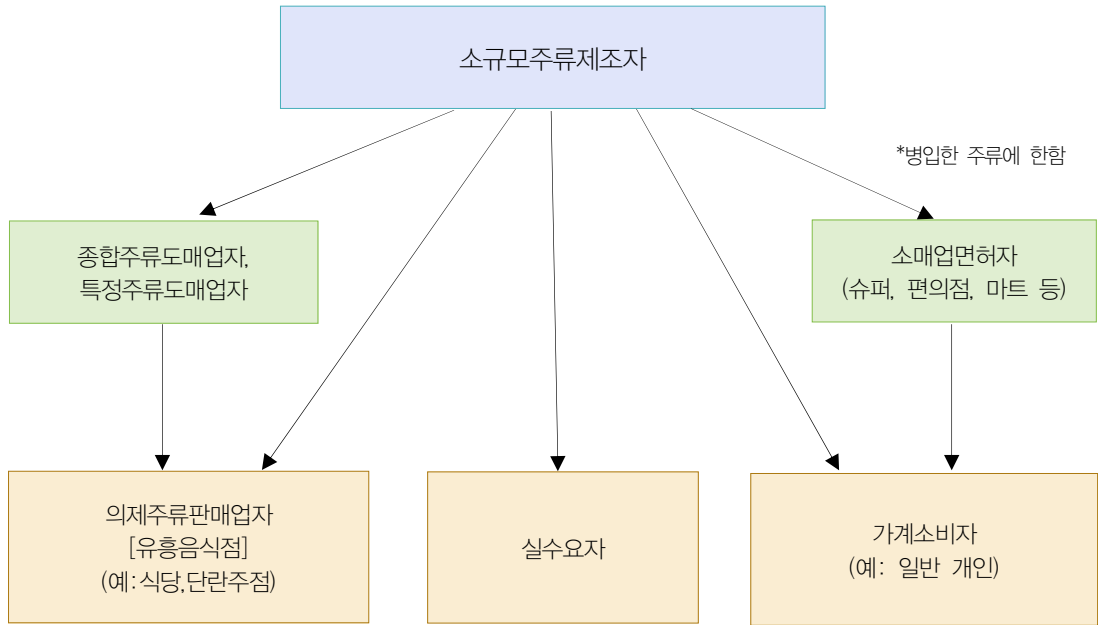 소규모주류제조자
*병입한 주류에 한함
종합주류도매업자,
특정주류도매업자
소매업면허자
(슈퍼, 편의점, 마트 등)
의제주류판매업자
[유흥음식점]
(예:식당,단란주점)
실수요자
가계소비자
(예: 일반 개인)